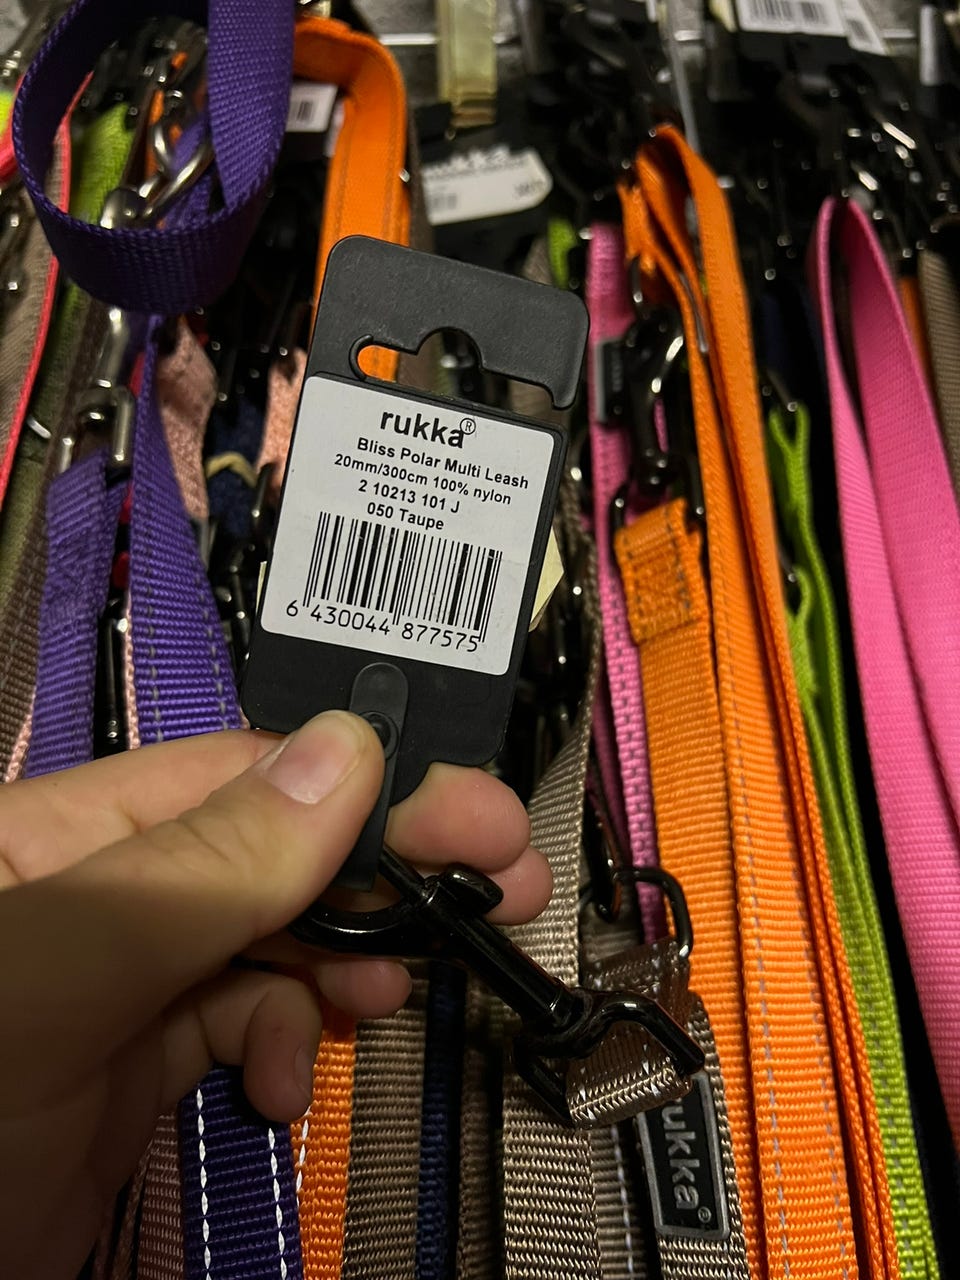 rukka®
Bliss Polar Multi Leash
20mm/300cm 100% nylon
2 10213 101 J
050 Taupe
6 430044 877575
rukka®